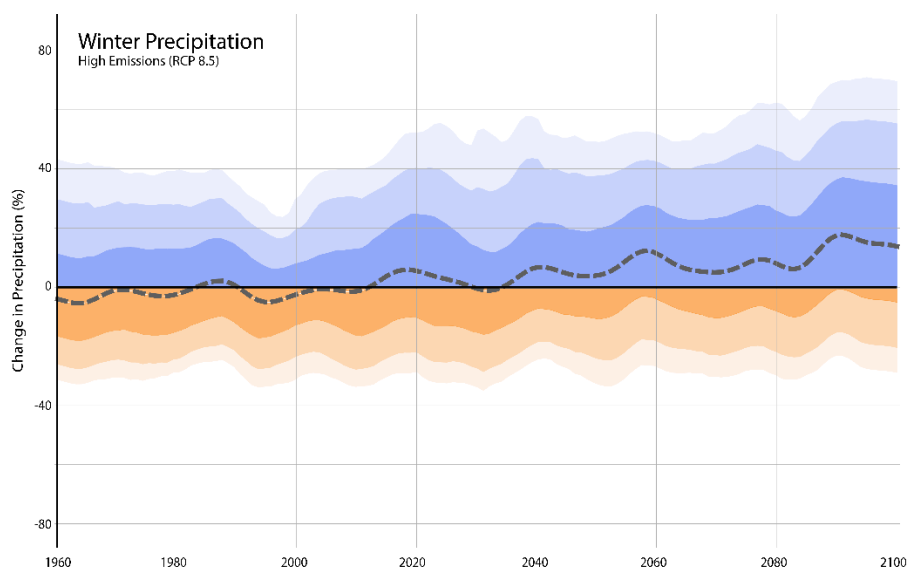 Winter Precipitation
High Emissions (RCP 8.5)
Change in Precipitation (%)
80
40
0
-40
-80
1960 1980 2000 2020 2040 2060 2080 2100